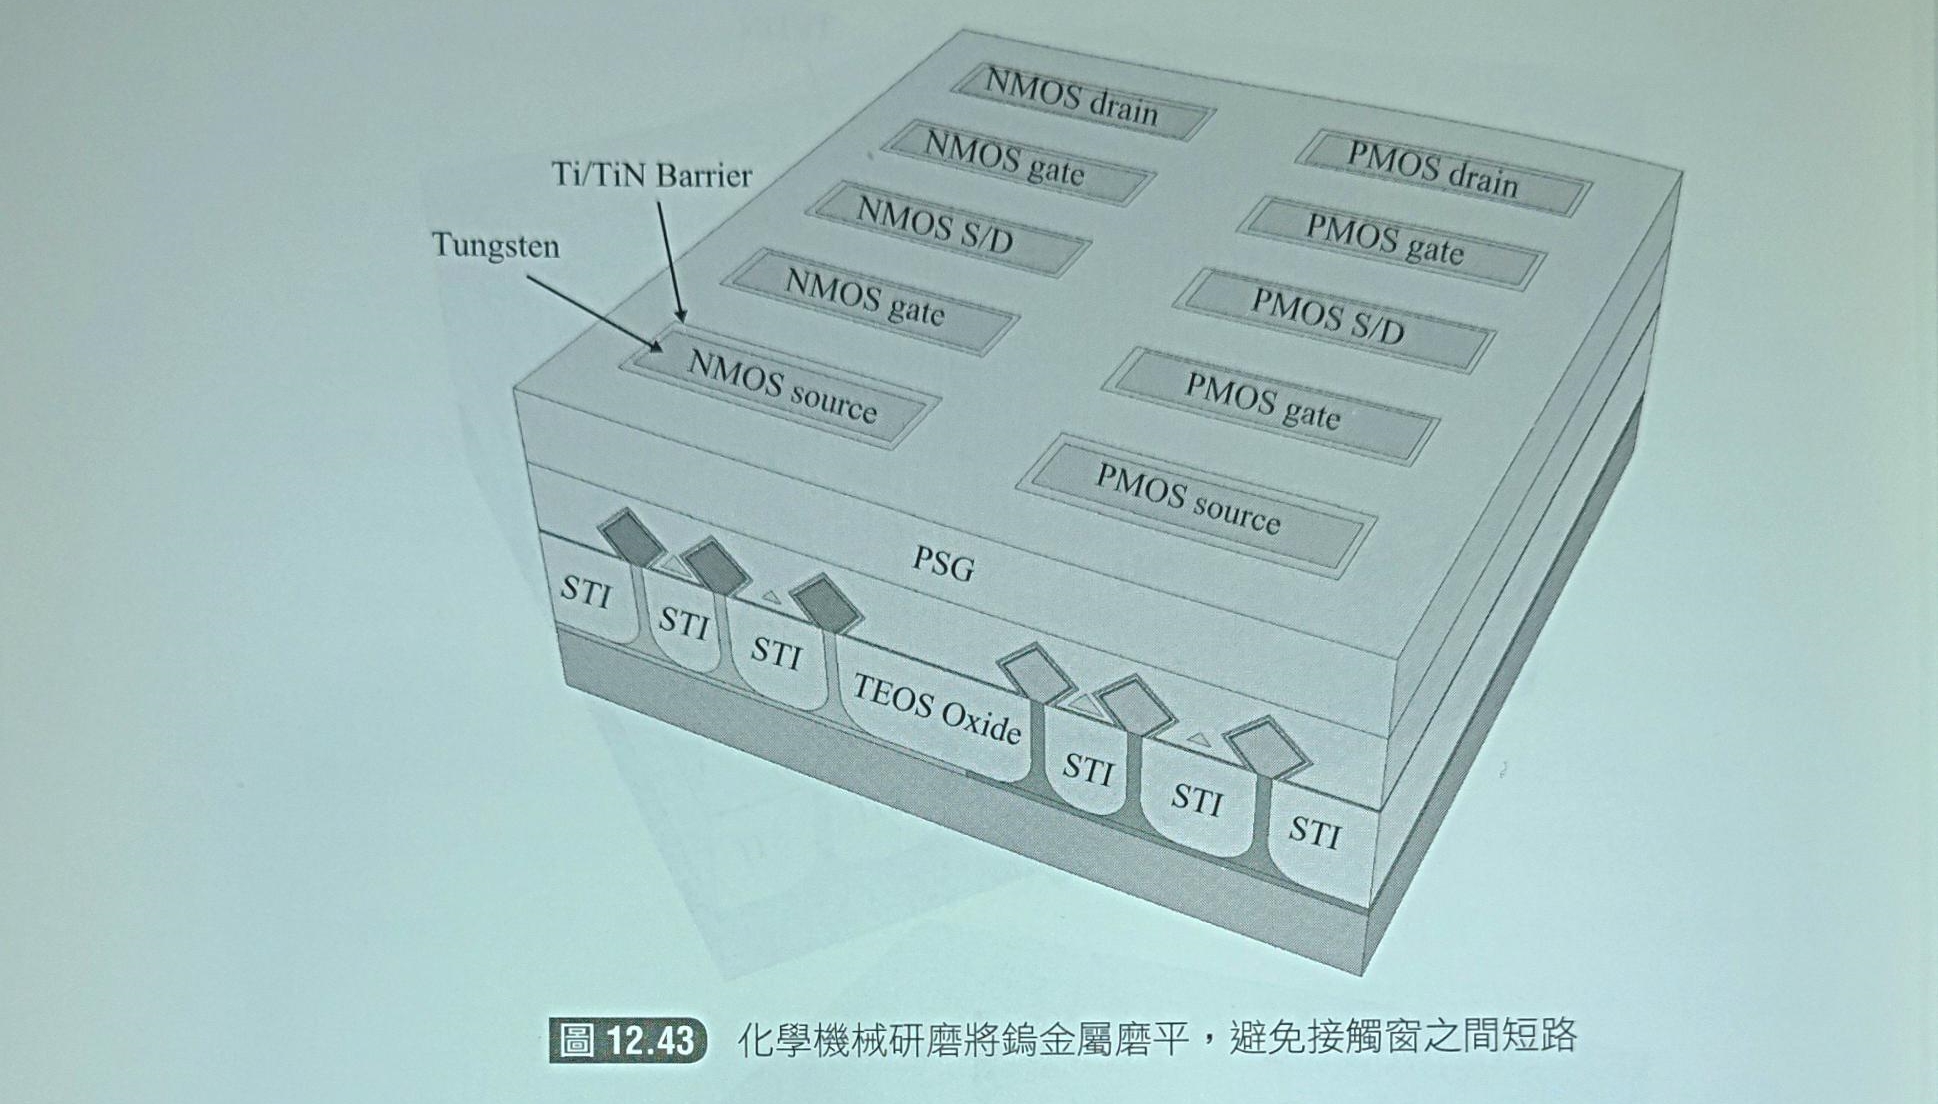 NMOS drain
PMOS drain
NMOS gate
PMOS gate
Ti/TiN Barrier
NMOS S/D
PMOS S/D
Tungsten
NMOS gate
PMOS gate
NMOS source
PMOS source
PSG
STI
STI
STI
TEOS Oxide
STI
STI
STI
圖 12.43 化學機械研磨將鎢金屬磨平，避免接觸窗之間短路